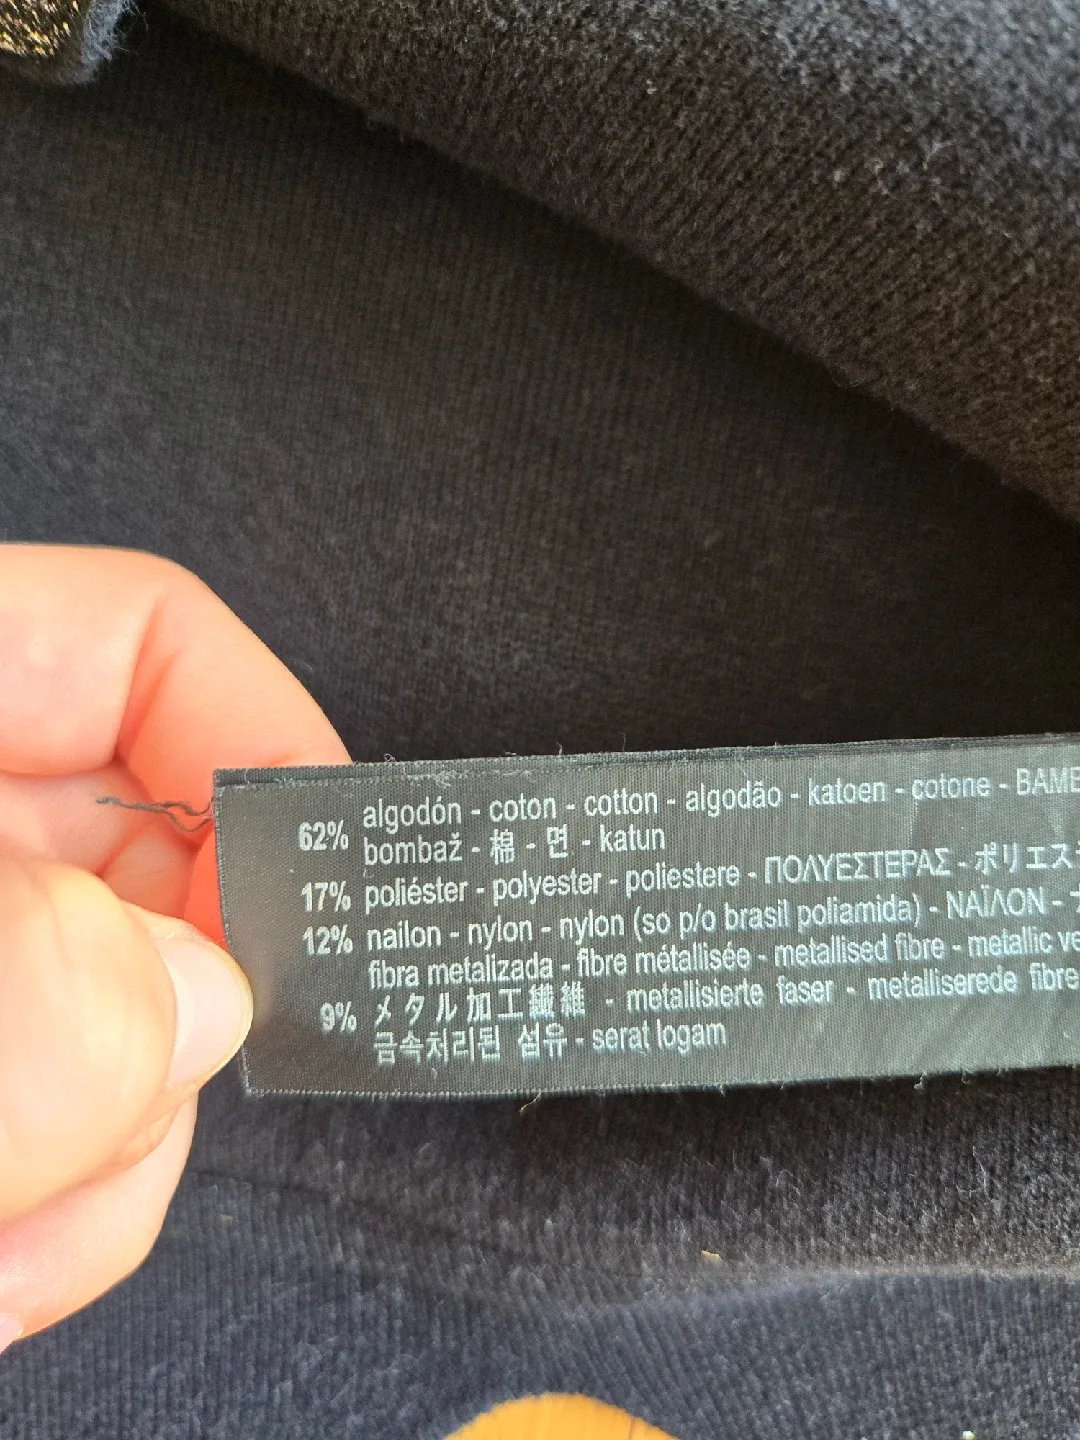 62% algodón - coton - cotton - algodão - katoen - cotone -
bombaž - 棉 - 면 - katun
17% poliéster - polyester - poliestere - ΠΟΛΥΕΣΤΕΡΑΣ -
12% nailon - nylon - nylon (so p/o brasil poliamida) - ΝΑΪΛΟΝ -
fibra metalizada - fibre métallisée - metallised fibre - metallic
9% メタル加工繊維 - metallisierte faser - metalliserede fibre
금속처리된 섬유 - serat logam